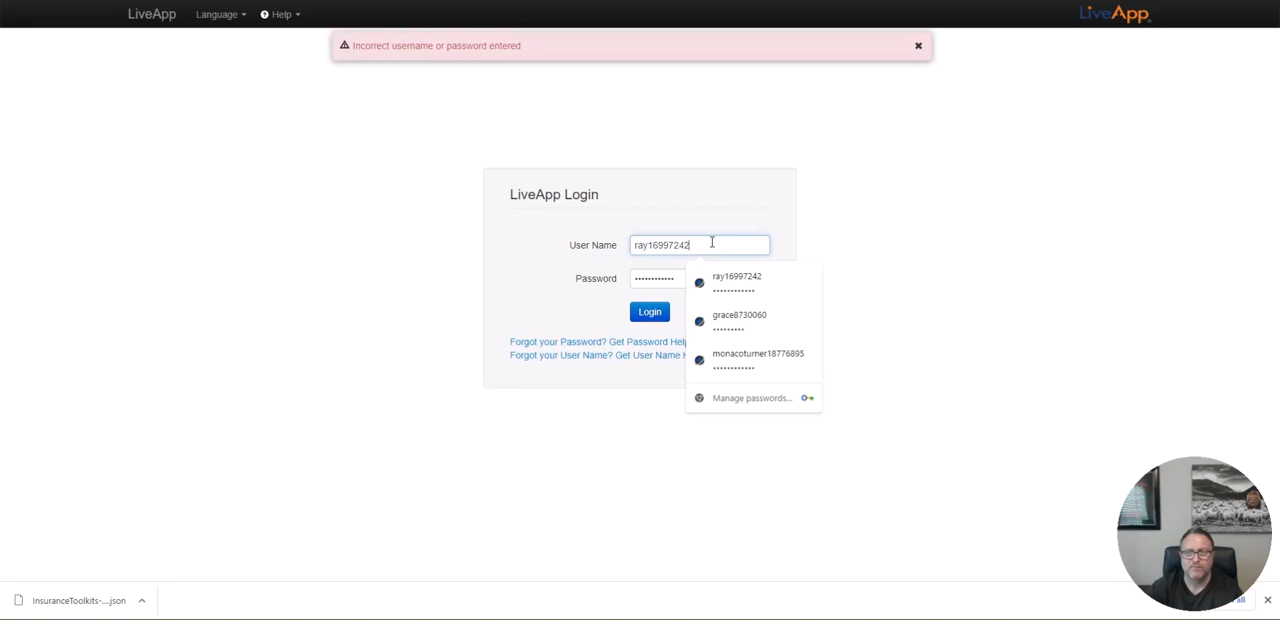 LiveApp Language Help LiveApp
Incorrect username or password entered
LiveApp Login
User Name ray16997242
Password ••••••••••••
ray16997242
••••••••••••
grace8730060
•••••••••
Login
Forgot your Password? Get Password Help
Forgot your User Name? Get User Name
monacoturner18776895
••••••••••••
Manage passwords...
InsuranceToolkits-....json
all